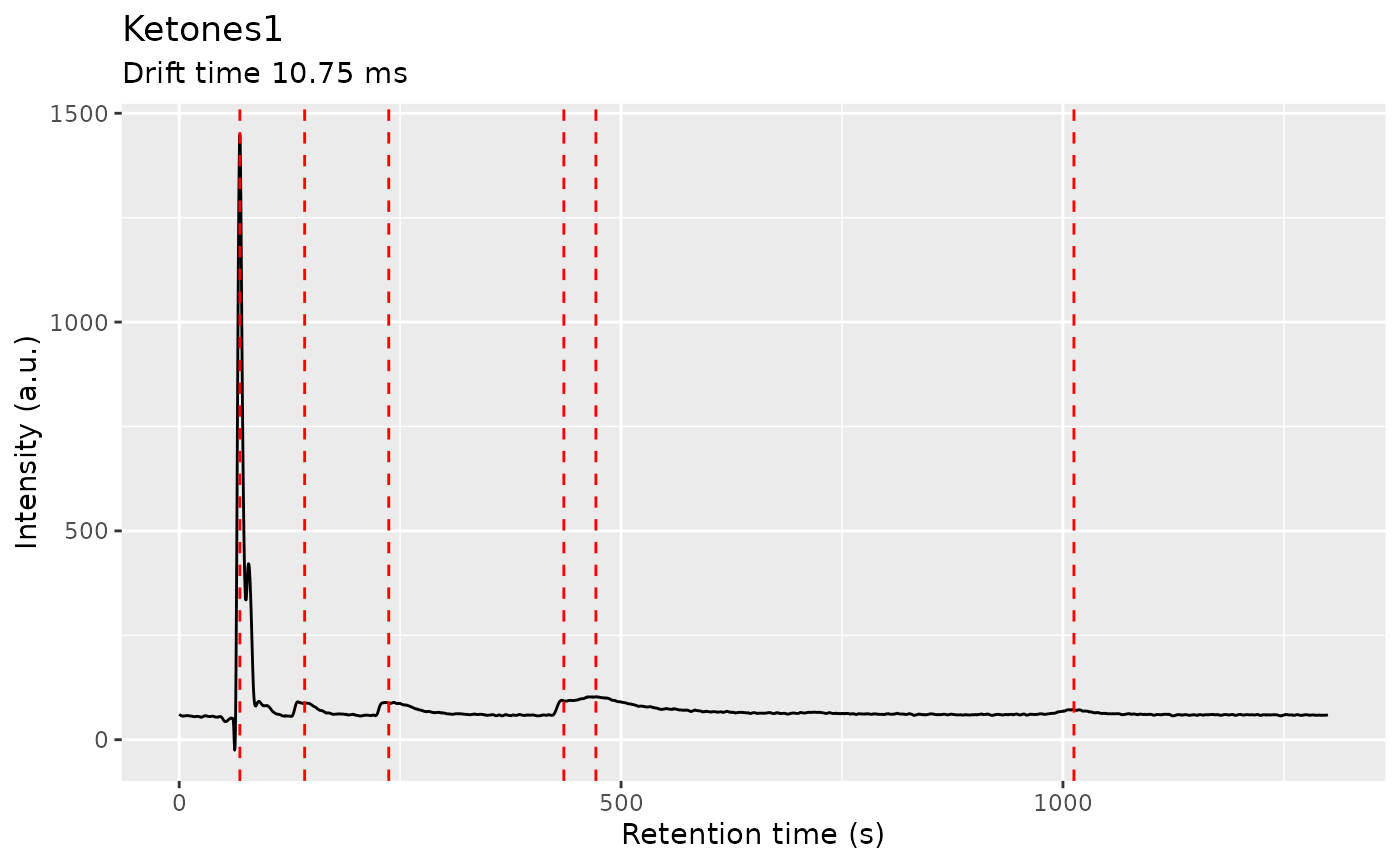 Ketones1
Drift time 10.75 ms
1500
1000
500
0
Intensity (a.u.)
0 500 1000
Retention time (s)